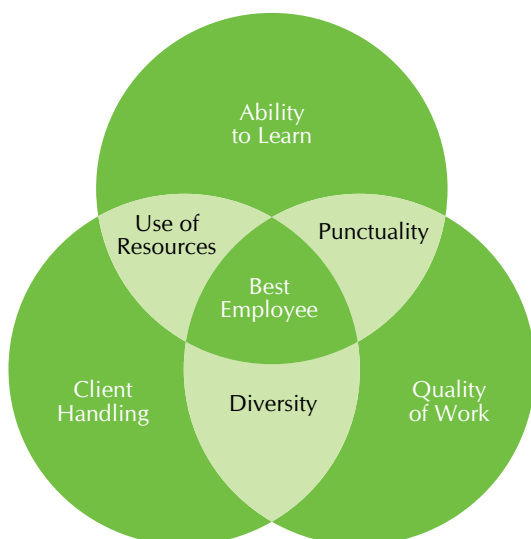 Ability
to Learn
Use of
Resources
Punctuality
Best
Employee
Client
Handling
Diversity
Quality
of Work